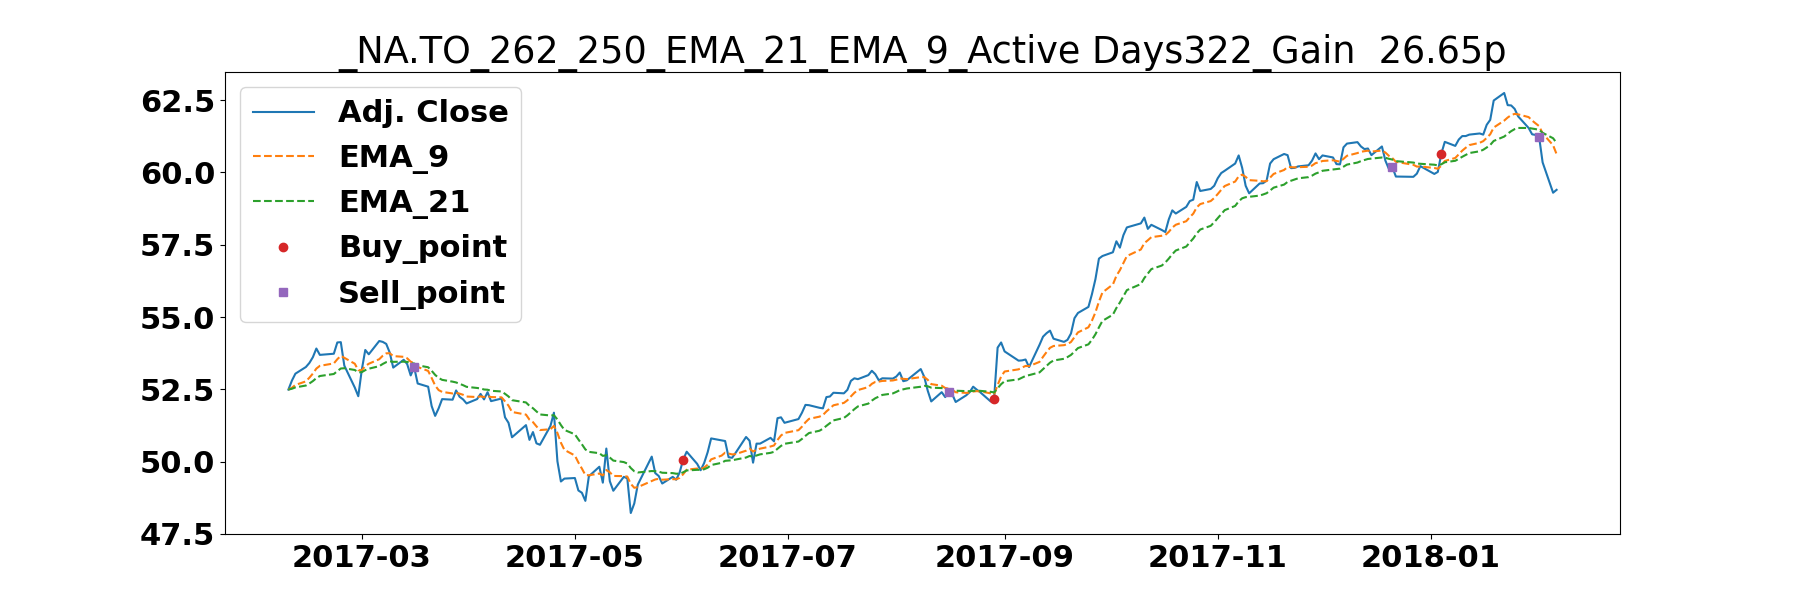 _NA.TO_262_250_EMA_21_EMA_9_Active Days322_Gain  26.65p
62.5
60.0
57.5
55.0
52.5
50.0
47.5
Adj. Close
EMA_9
EMA_21
Buy_point
Sell_point
2017-03 2017-05 2017-07 2017-09 2017-11 2018-01